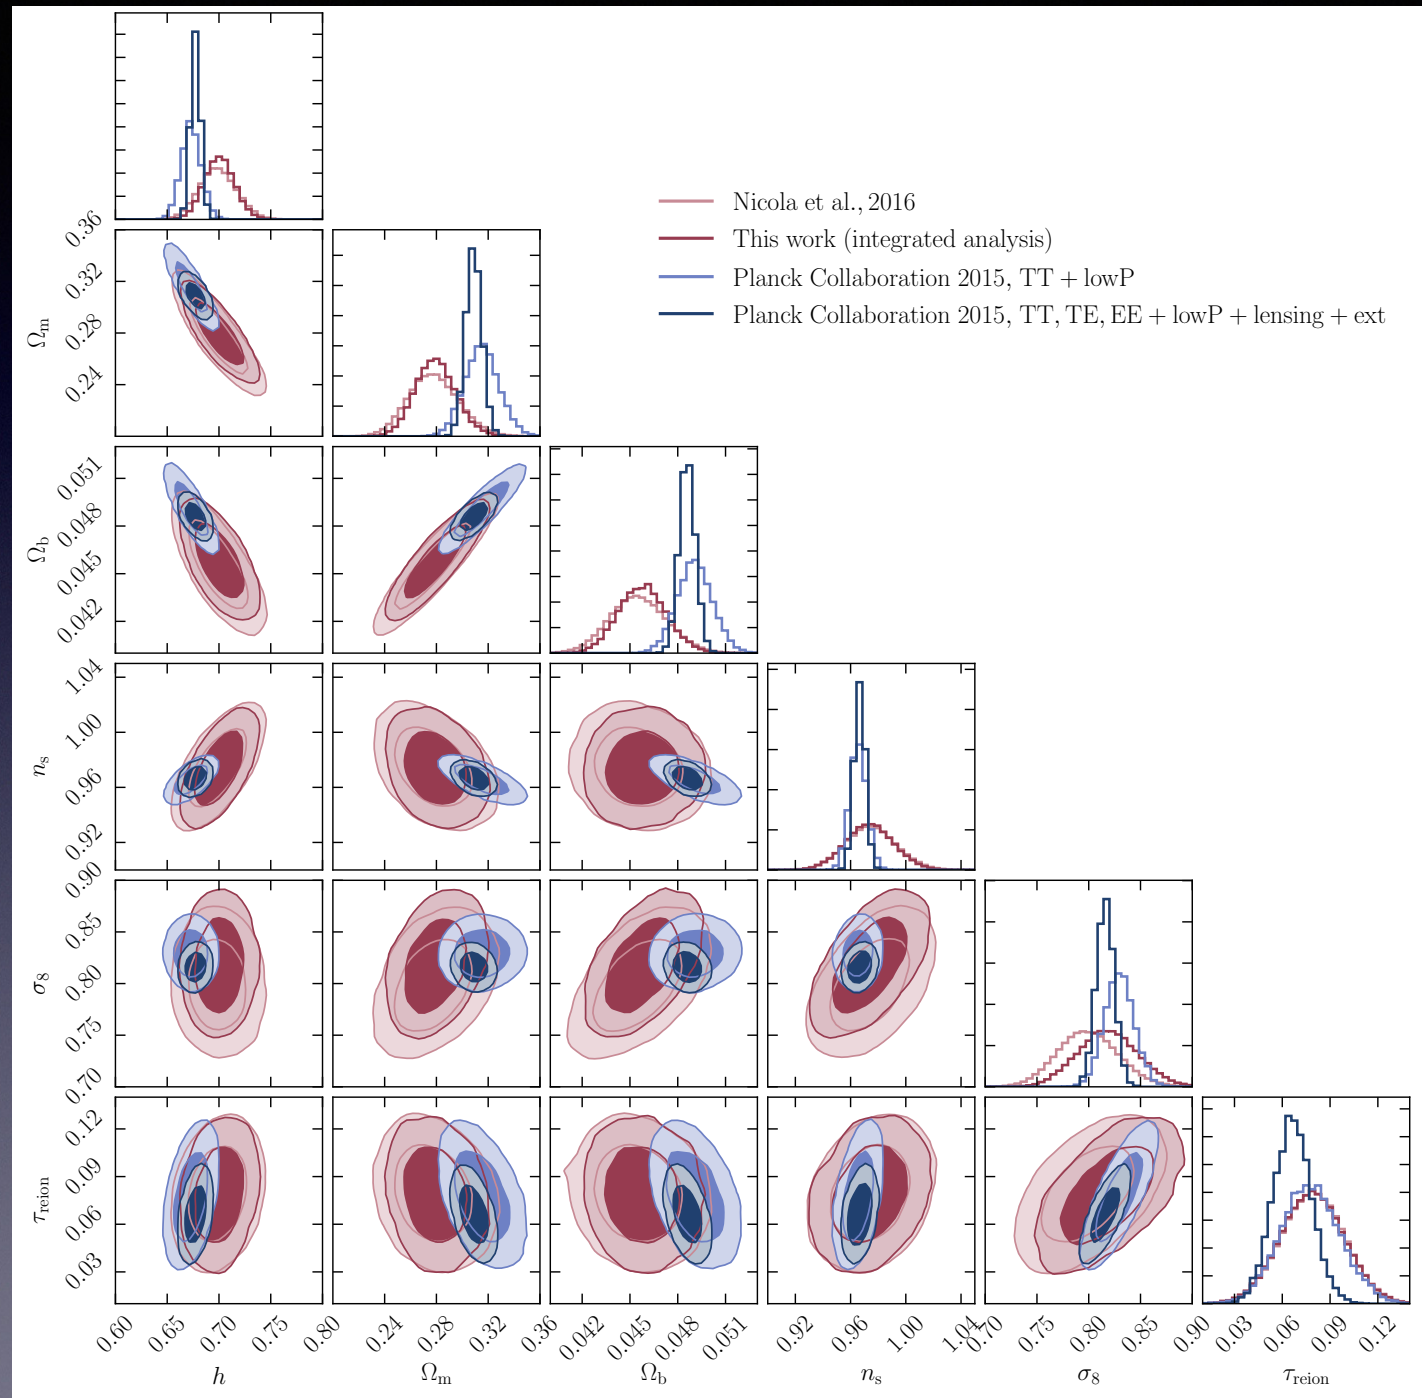 Nicola et al., 2016
This work (integrated analysis)
Planck Collaboration 2015, TT + lowP
Planck Collaboration 2015, TT, TE, EE + lowP + lensing + ext
0.36
0.32
0.28
0.24
Ωm
0.051
0.048
0.045
0.042
Ωb
1.04
1.00
0.96
0.92
ns
0.90
0.85
0.80
0.75
0.70
σ8
0.12
0.09
0.06
0.03
τreion
0.60 0.65 0.70 0.75 0.80 0.24 0.28 0.32 0.36 0.042 0.045 0.048 0.051 0.92 0.96 1.00 1.04 0.70 0.75 0.80 0.85 0.90 0.03 0.06 0.09 0.12
h Ωm Ωb ns σ8 τreion